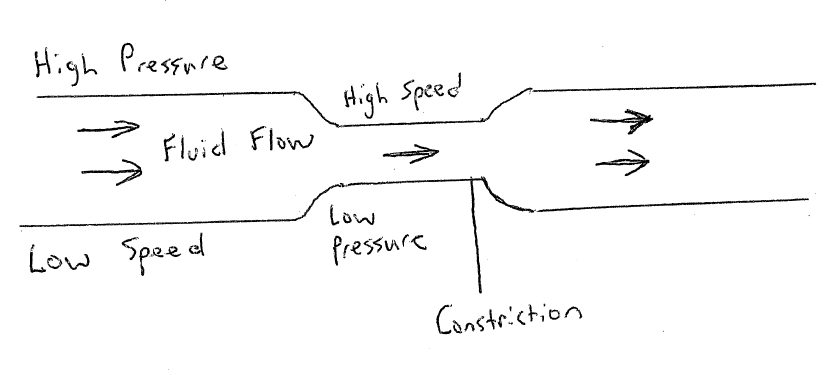 High Pressure
High Speed
Fluid Flow
Low Speed
Low
Pressure
Constriction